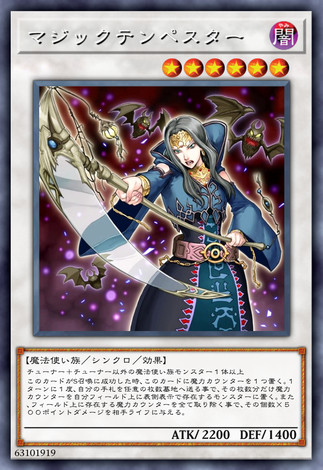 マジックテンペスター
やみ
闇
【魔法使い族/シンクロ/効果】
チューナー+チューナー以外の魔法使い族モンスター1体以上
このカードがS召喚に成功した時、このカードに魔力カウンターを1つ置く。1
ターンに1度、自分の手札を任意の枚数墓地へ送る事で、その枚数分だけ魔力
カウンターを自分フィールド上に表側表示で存在するモンスターに置く。また
、フィールド上に存在する魔力カウンターを全て取り除く事で、その個数×5
00ポイントダメージを相手ライフに与える。
ATK/ 2200 DEF/1400
63101919